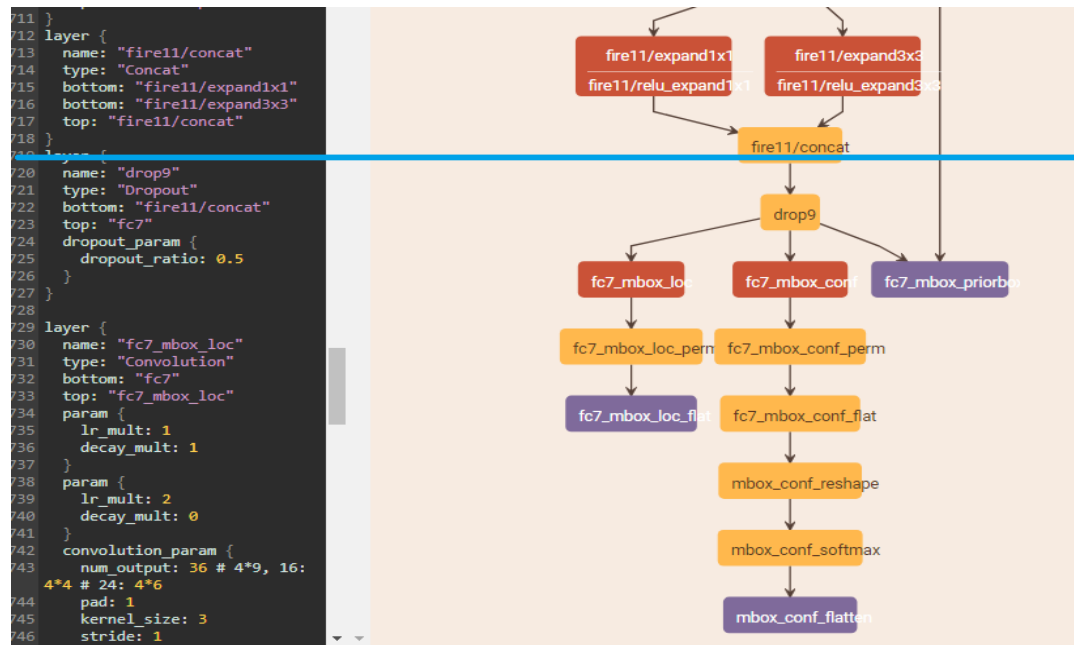 711 }
712 layer {
713 name: "fire11/concat"
714 type: "Concat"
715 bottom: "fire11/expand1x1"
716 bottom: "fire11/expand3x3"
717 top: "fire11/concat"
718 }
719 layer {
720 name: "drop9"
721 type: "Dropout"
722 bottom: "fire11/concat"
723 top: "fc7"
724 dropout_param {
725 dropout_ratio: 0.5
726 }
727 }
728
729 layer {
730 name: "fc7_mbox_loc"
731 type: "Convolution"
732 bottom: "fc7"
733 top: "fc7_mbox_loc"
734 param {
735 lr_mult: 1
736 decay_mult: 1
737 }
738 param {
739 lr_mult: 2
740 decay_mult: 0
741 }
742 convolution_param {
743 num_output: 36 # 4*9, 16:
4*4 # 24: 4*6
744 pad: 1
745 kernel_size: 3
746 stride: 1
fire11/expand1x1
fire11/relu_expand1x1
fire11/expand3x3
fire11/relu_expand3x3
fire11/concat
drop9
fc7_mbox_loc
fc7_mbox_conf
fc7_mbox_priorbo
fc7_mbox_loc_perm
fc7_mbox_conf_perm
fc7_mbox_loc_flat
fc7_mbox_conf_flat
mbox_conf_reshape
mbox_conf_softmax
mbox_conf_flatten